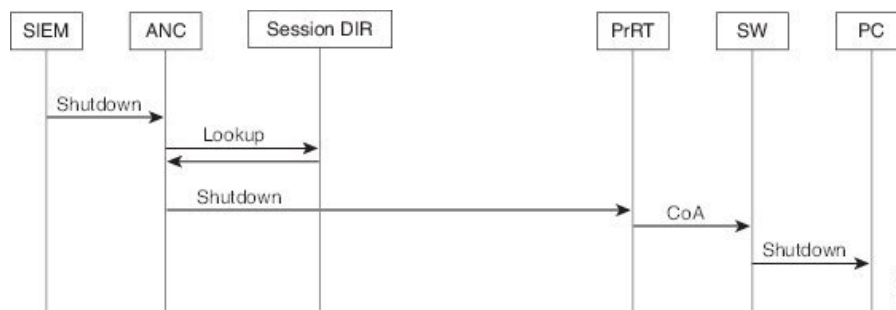 SIEM
ANC
Session DIR
PrRT
SW
PC
Shutdown
Lookup
Shutdown
CoA
Shutdown